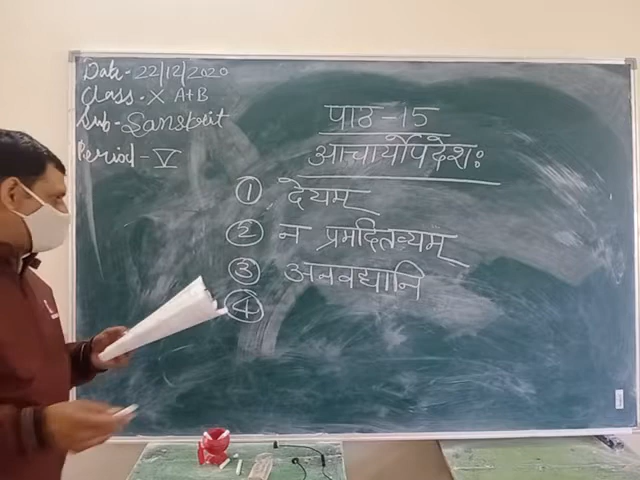 Date - 22/12/2020
Class - X A+B
Sub - Sanskrit
Period - V
पाठ - 15
आचार्योपदेशः
① देयम्
② न प्रमदितव्यम्
③ अनवद्यानि
④